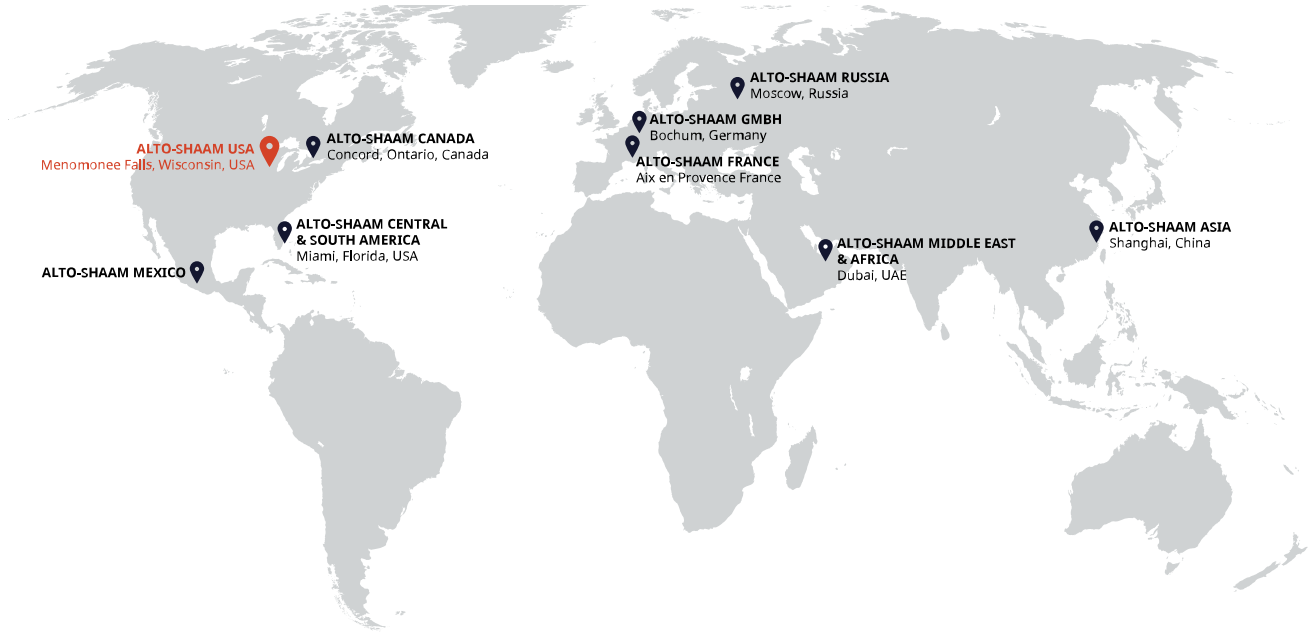 ALTO-SHAAM RUSSIA
Moscow, Russia
ALTO-SHAAM GMBH
Bochum, Germany
ALTO-SHAAM CANADA
Concord, Ontario, Canada
ALTO-SHAAM USA
Menomonee Falls, Wisconsin, USA
ALTO-SHAAM FRANCE
Aix en Provence France
ALTO-SHAAM CENTRAL
& SOUTH AMERICA
Miami, Florida, USA
ALTO-SHAAM ASIA
Shanghai, China
ALTO-SHAAM MIDDLE EAST
& AFRICA
Dubai, UAE
ALTO-SHAAM MEXICO